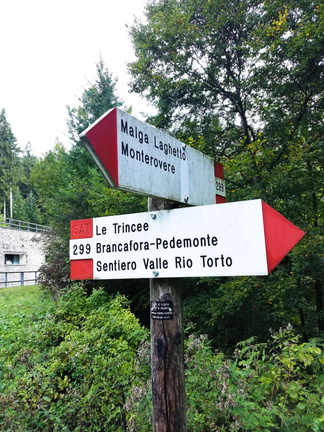 Malga Laghetto
Monterovere
299
SAT Le Trincee
299 Brancafora-Pedemonte
Sentiero Valle Rio Torto